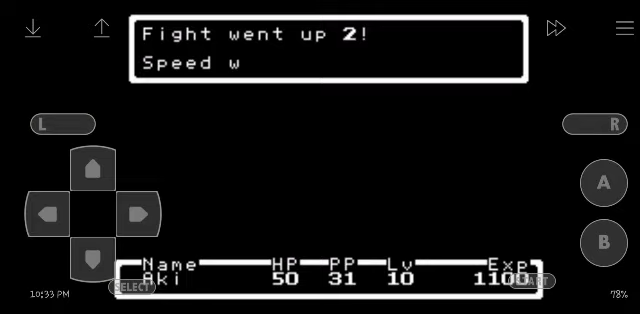 Fight went up 2!
Speed w
L
R
A
B
Name HP PP Lv Exp
Aki 50 31 10 1100
SELECT
START
10:33 PM
78%